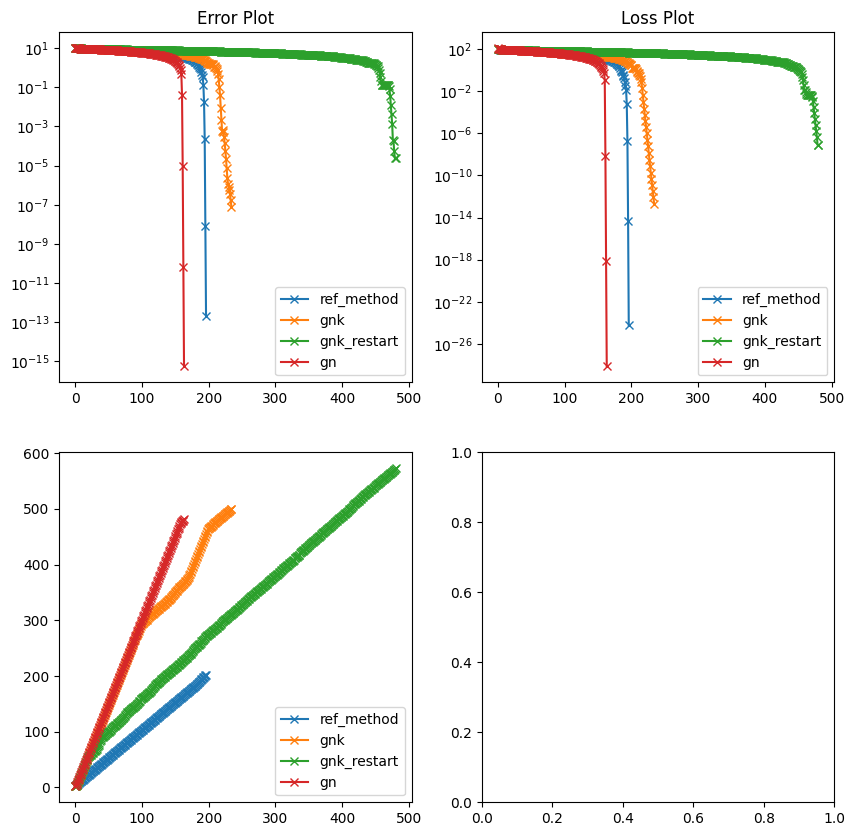 Error Plot
10^1
10^-1
10^-3
10^-5
10^-7
10^-9
10^-11
10^-13
10^-15
ref_method
gnk
gnk_restart
gn
0 100 200 300 400 500
Loss Plot
10^2
10^-2
10^-6
10^-10
10^-14
10^-18
10^-22
10^-26
ref_method
gnk
gnk_restart
gn
0 100 200 300 400 500
600
500
400
300
200
100
0
ref_method
gnk
gnk_restart
gn
0 100 200 300 400 500
1.0
0.8
0.6
0.4
0.2
0.0
0.0 0.2 0.4 0.6 0.8 1.0